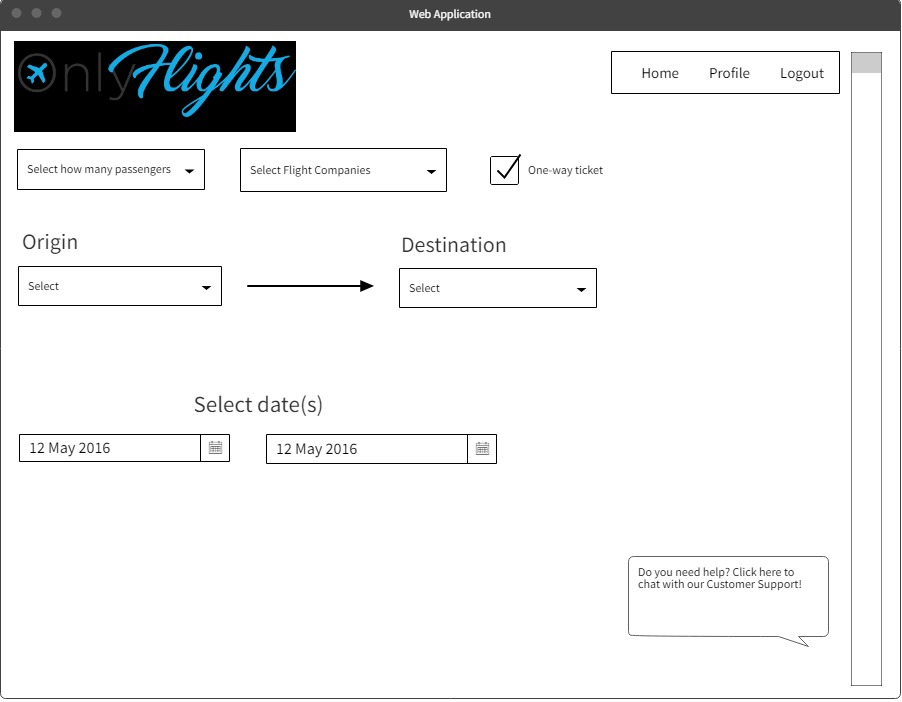 Web Application
OnlyFlights
Home Profile Logout
Select how many passengers
Select Flight Companies
One-way ticket
Origin
Destination
Select
Select
Select date(s)
12 May 2016
12 May 2016
Do you need help? Click here to
chat with our Customer Support!